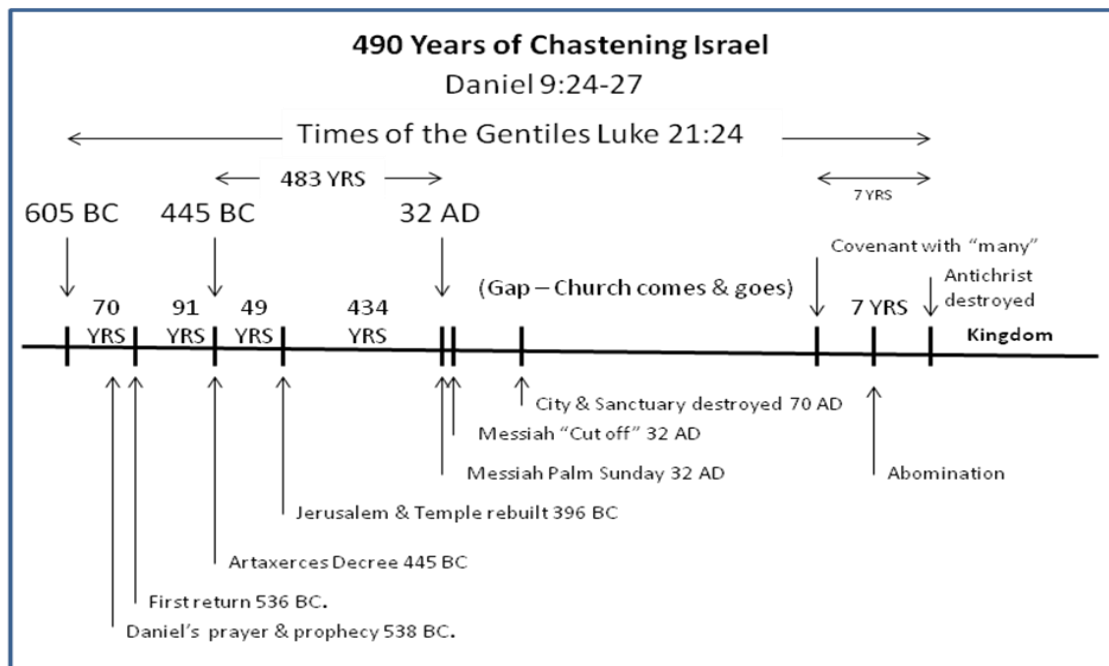 490 Years of Chastening Israel
Daniel 9:24-27
Times of the Gentiles Luke 21:24
483 YRS
7 YRS
605 BC
445 BC
32 AD
Covenant with “many”
(Gap – Church comes & goes)
Antichrist
destroyed
70
YRS
91
YRS
49
YRS
434
YRS
7 YRS
Kingdom
City & Sanctuary destroyed 70 AD
Messiah “Cut off” 32 AD
Messiah Palm Sunday 32 AD
Abomination
Jerusalem & Temple rebuilt 396 BC
Artaxerces Decree 445 BC
First return 536 BC.
Daniel’s prayer & prophecy 538 BC.